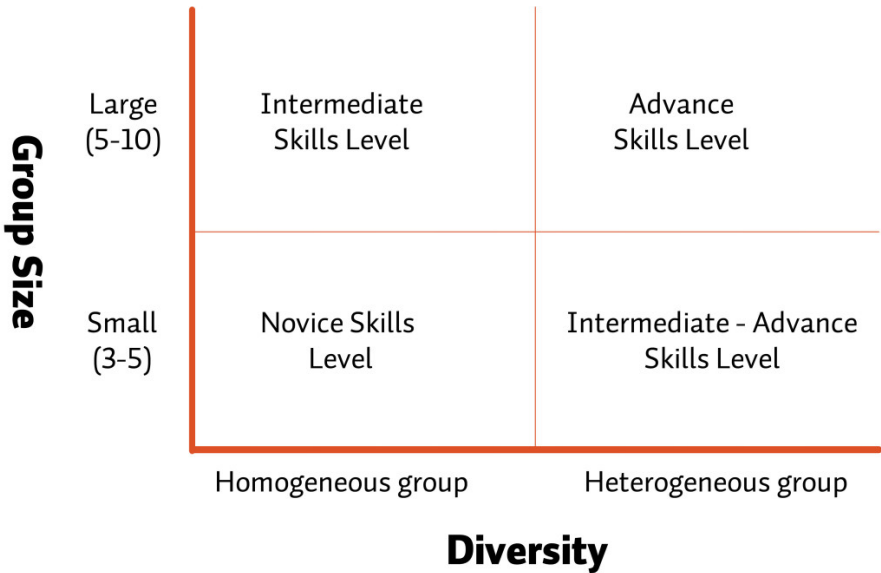 Group Size
Large
(5-10)
Intermediate
Skills Level
Advance
Skills Level
Small
(3-5)
Novice Skills
Level
Intermediate - Advance
Skills Level
Homogeneous group
Heterogeneous group
Diversity